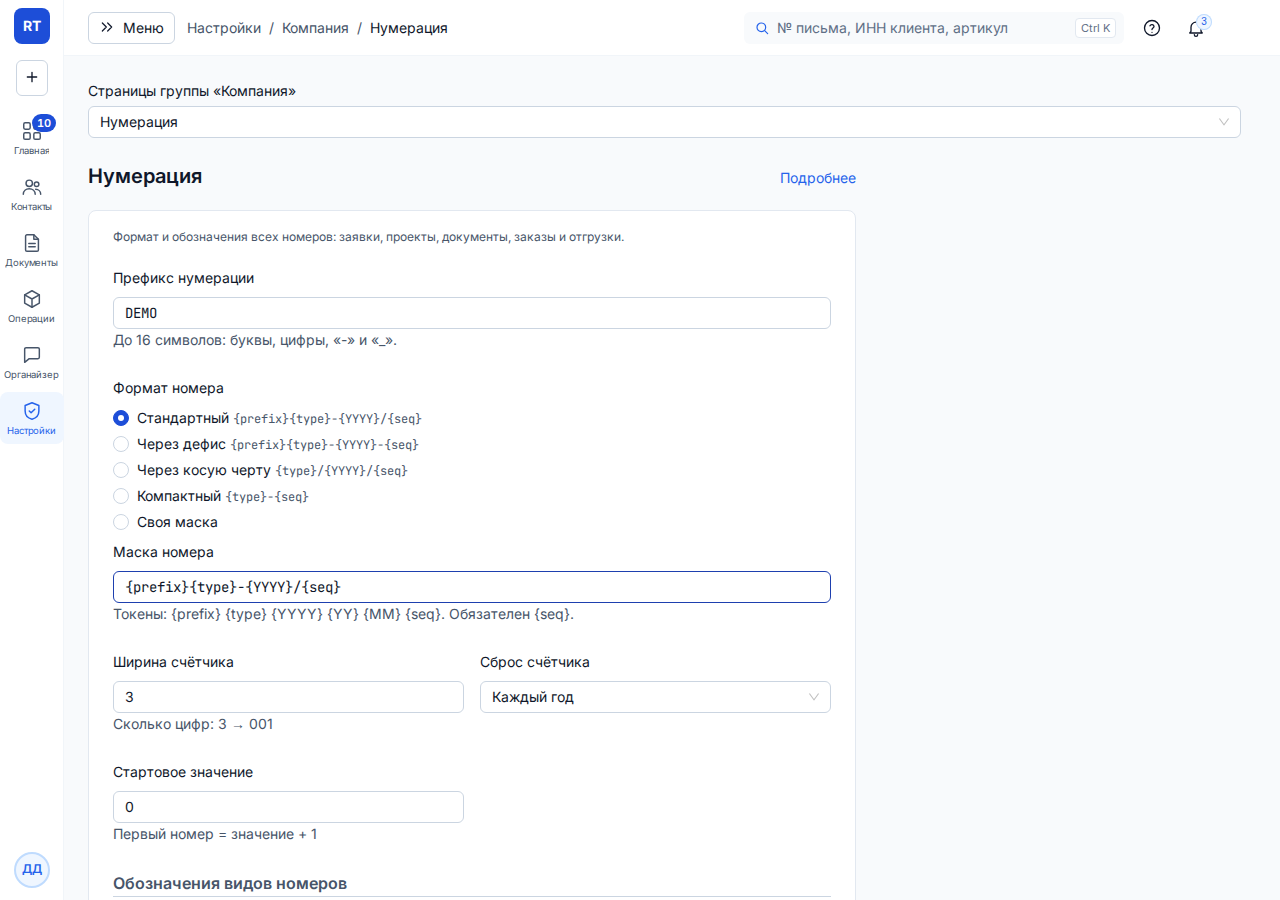 RT
Меню
Настройки / Компания / Нумерация
№ письма, ИНН клиента, артикул
Ctrl K
3
10
Главная
Контакты
Документы
Операции
Органайзер
Настройки
ДД
Страницы группы «Компания»
Нумерация
Нумерация
Подробнее
Формат и обозначения всех номеров: заявки, проекты, документы, заказы и отгрузки.
Префикс нумерации
DEMO
До 16 символов: буквы, цифры, «-» и «_».
Формат номера
Стандартный {prefix}{type}-{YYYY}/{seq}
Через дефис {prefix}{type}-{YYYY}-{seq}
Через косую черту {type}/{YYYY}/{seq}
Компактный {type}-{seq}
Своя маска
Маска номера
{prefix}{type}-{YYYY}/{seq}
Токены: {prefix} {type} {YYYY} {YY} {MM} {seq}. Обязателен {seq}.
Ширина счётчика
3
Сколько цифр: 3 → 001
Сброс счётчика
Каждый год
Стартовое значение
0
Первый номер = значение + 1
Обозначения видов номеров